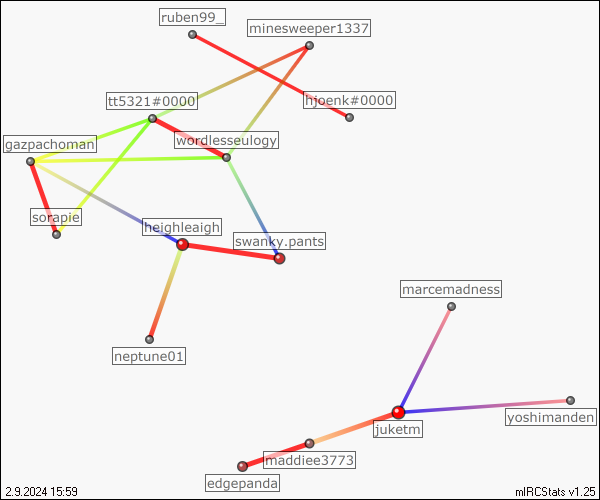 ruben99_
minesweeper1337
hjoenk#0000
tt5321#0000
wordlesseulogy
gazpachoman
sorapie
heighleaigh
swanky.pants
marcemadness
neptune01
yoshimanden
juketm
maddiee3773
edgepanda
2.9.2024 15:59
mIRCStats v1.25